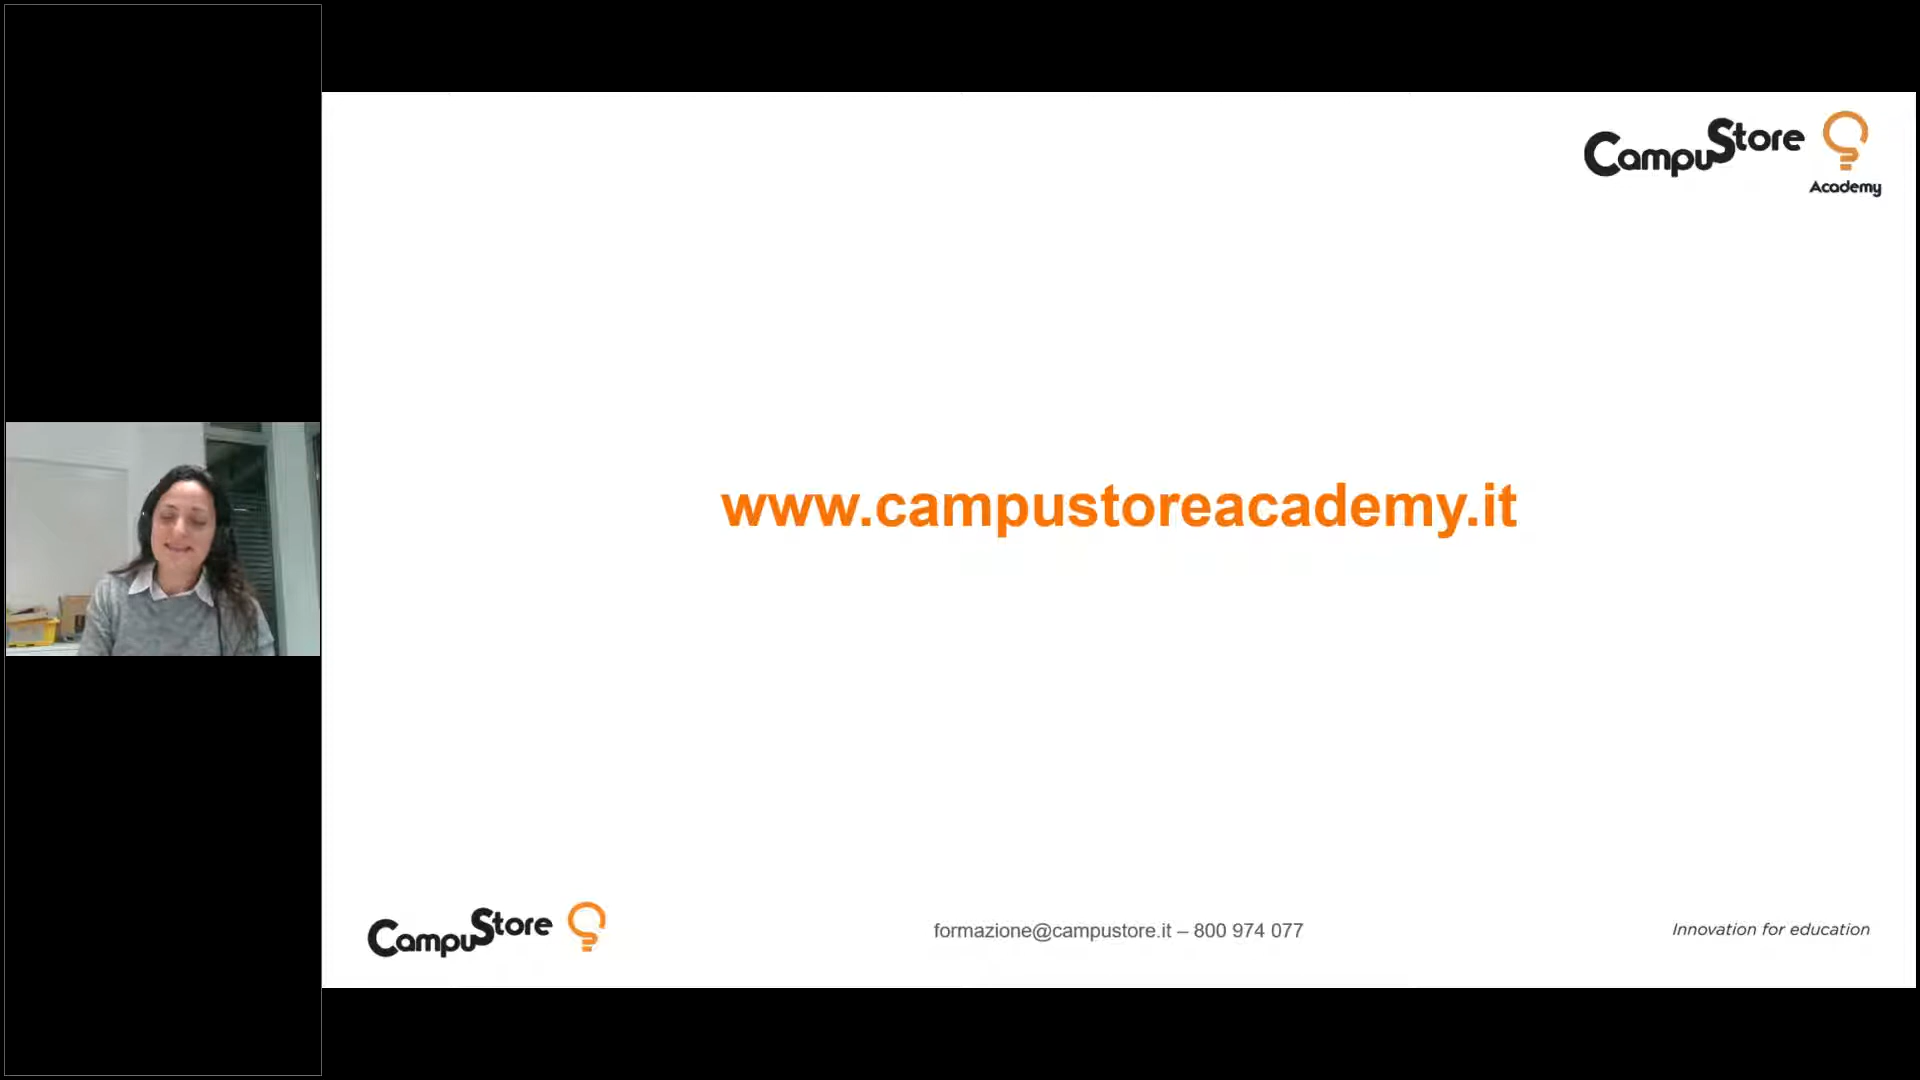 CampuStore
Academy
www.campustoreacademy.it
CampuStore
formazione@campustore.it – 800 974 077
Innovation for education